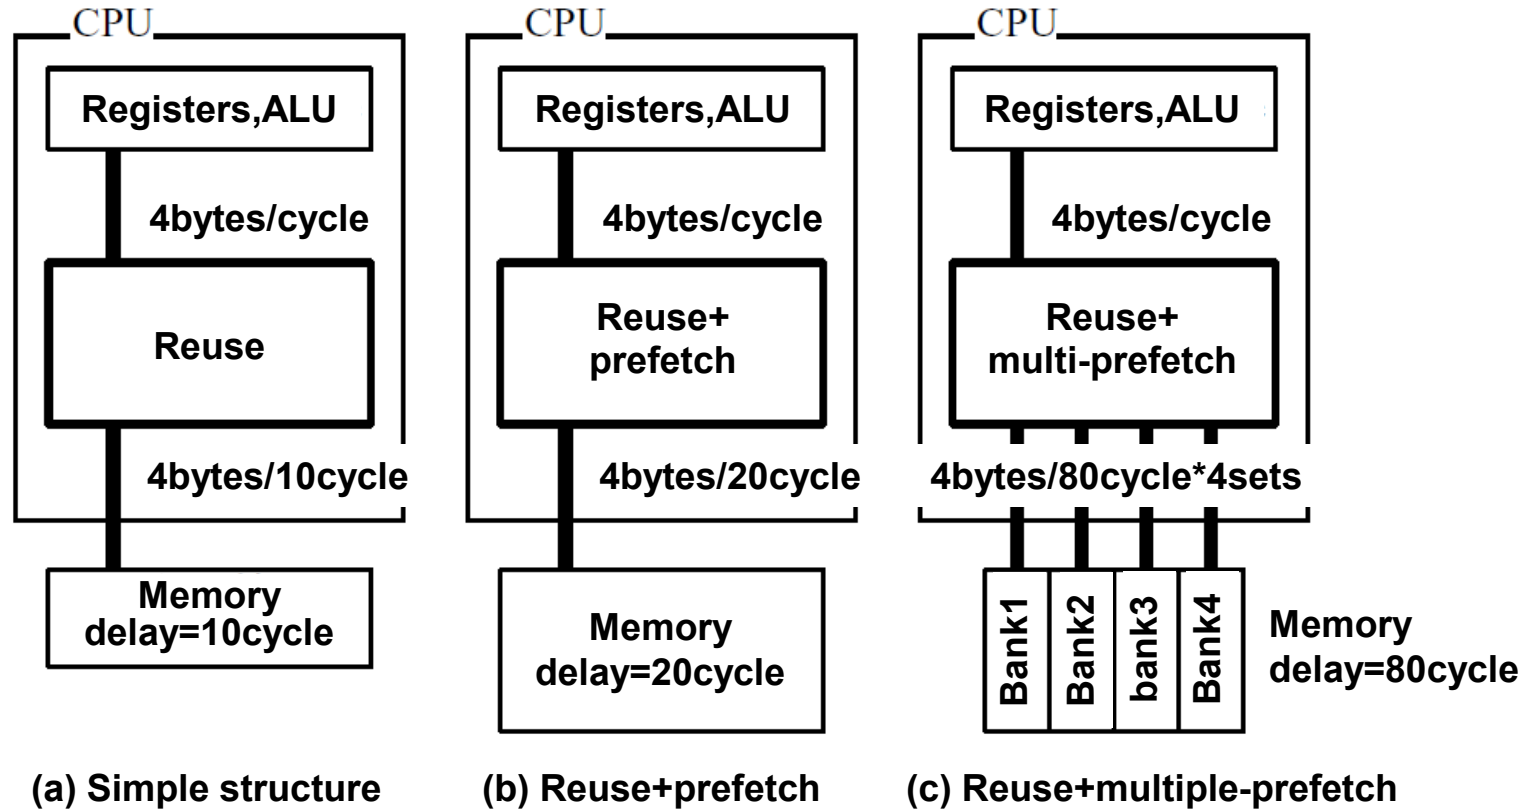 CPU
Registers,ALU
4bytes/cycle
Reuse
4bytes/10cycle
Memory
delay=10cycle
(a) Simple structure
CPU
Registers,ALU
4bytes/cycle
Reuse+
prefetch
4bytes/20cycle
Memory
delay=20cycle
(b) Reuse+prefetch
CPU
Registers,ALU
4bytes/cycle
Reuse+
multi-prefetch
4bytes/80cycle*4sets
Bank1
Bank2
bank3
Bank4
Memory
delay=80cycle
(c) Reuse+multiple-prefetch